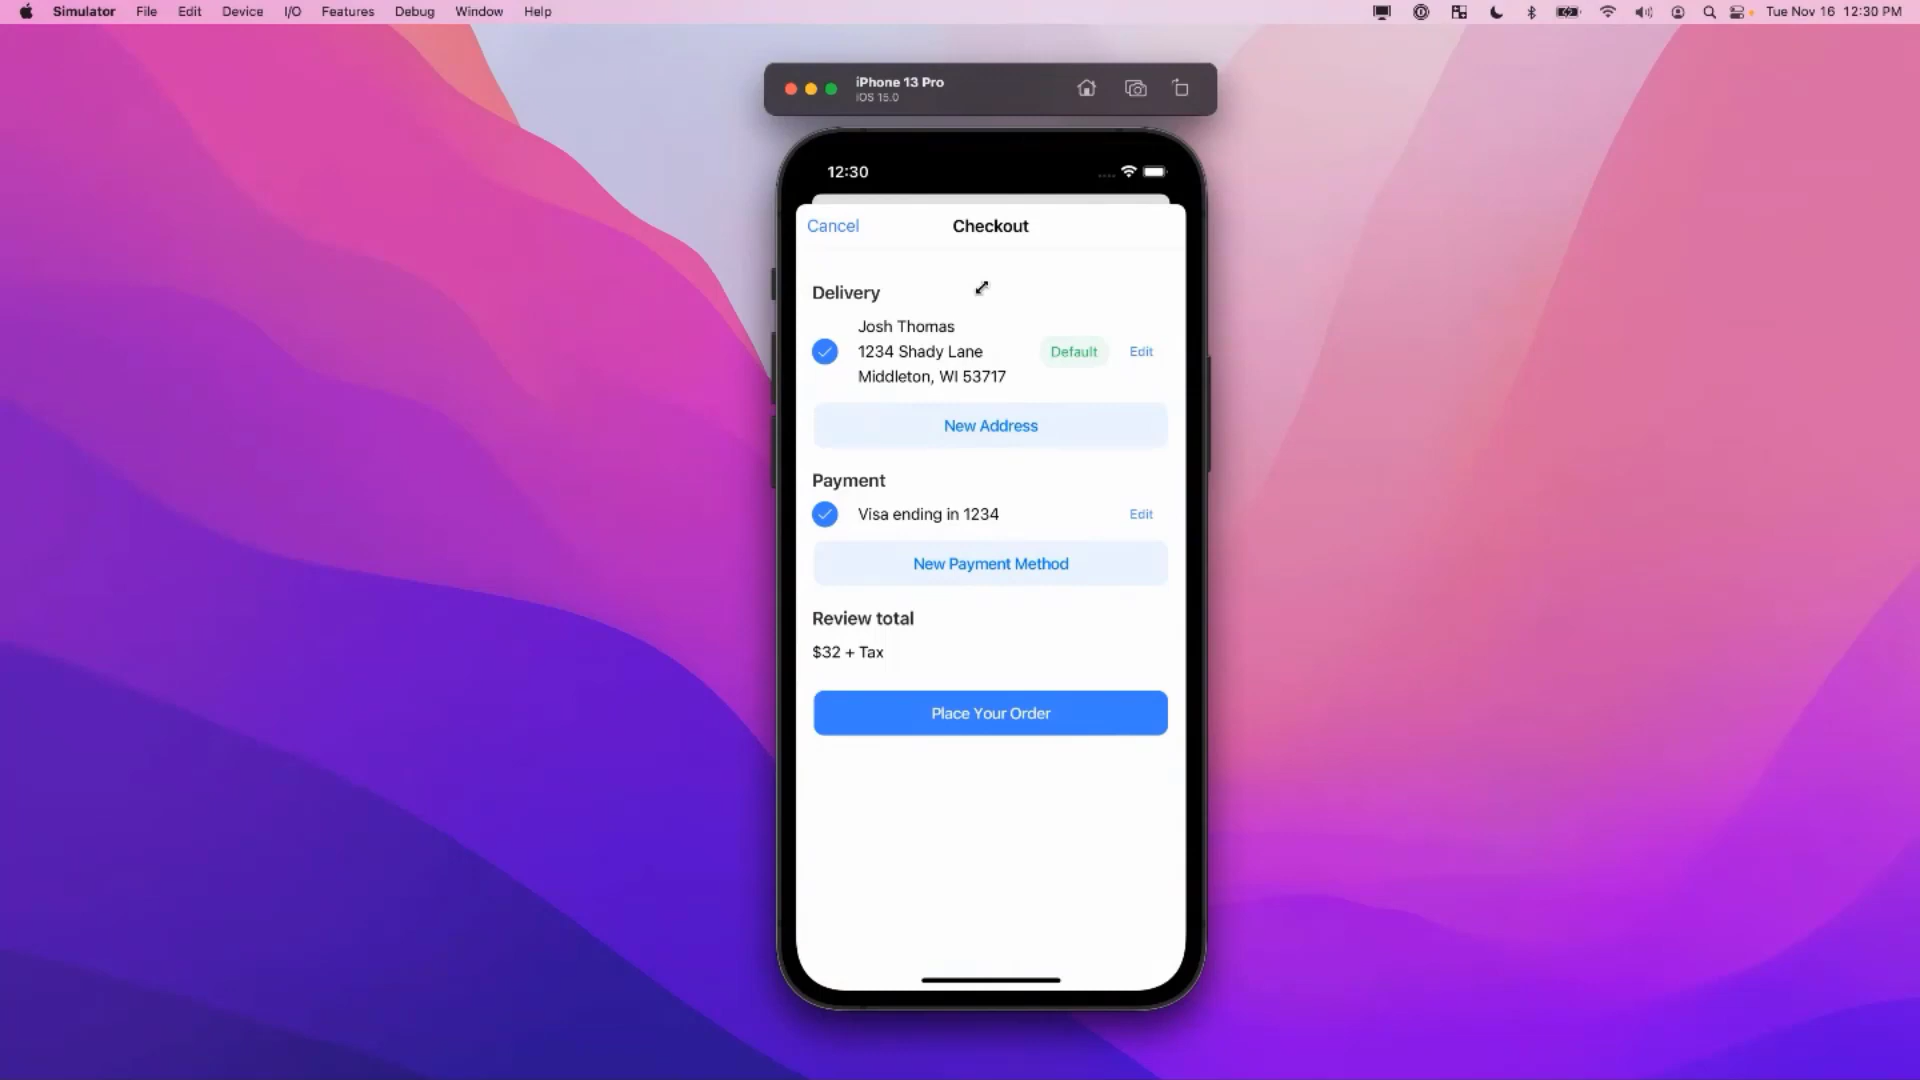 Simulator File Edit Device I/O Features Debug Window Help Tue Nov 16 12:30 PM
iPhone 13 Pro
iOS 15.0
12:30
Cancel Checkout
Delivery
Josh Thomas
1234 Shady Lane Default Edit
Middleton, WI 53717
New Address
Payment
Visa ending in 1234 Edit
New Payment Method
Review total
$32 + Tax
Place Your Order